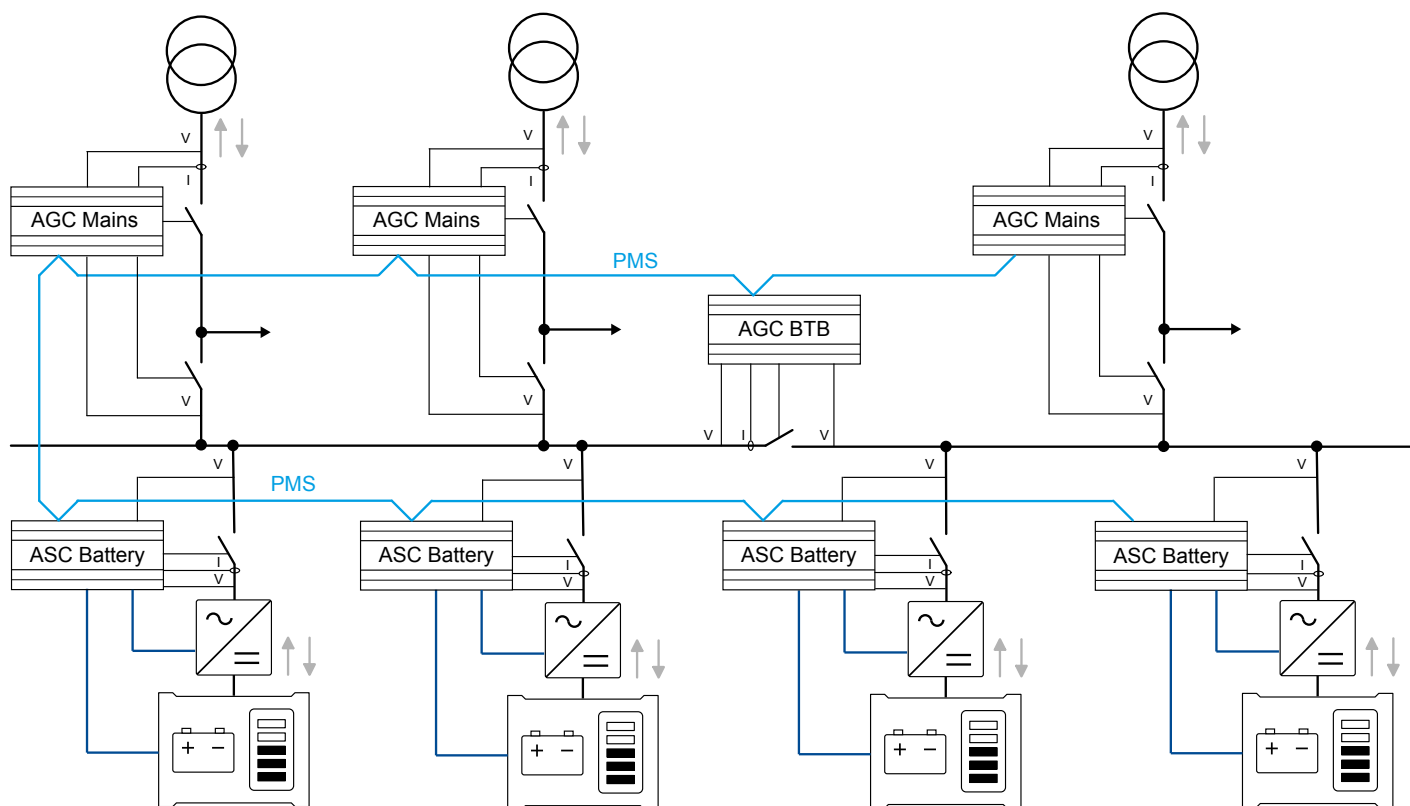 V
V
V
I
I
I
AGC Mains
AGC Mains
AGC Mains
PMS
AGC BTB
V
V
V
V
I
V
V
V
V
V
PMS
ASC Battery
ASC Battery
ASC Battery
ASC Battery
I
I
I
I
V
V
V
V
+ −
+ −
+ −
+ −